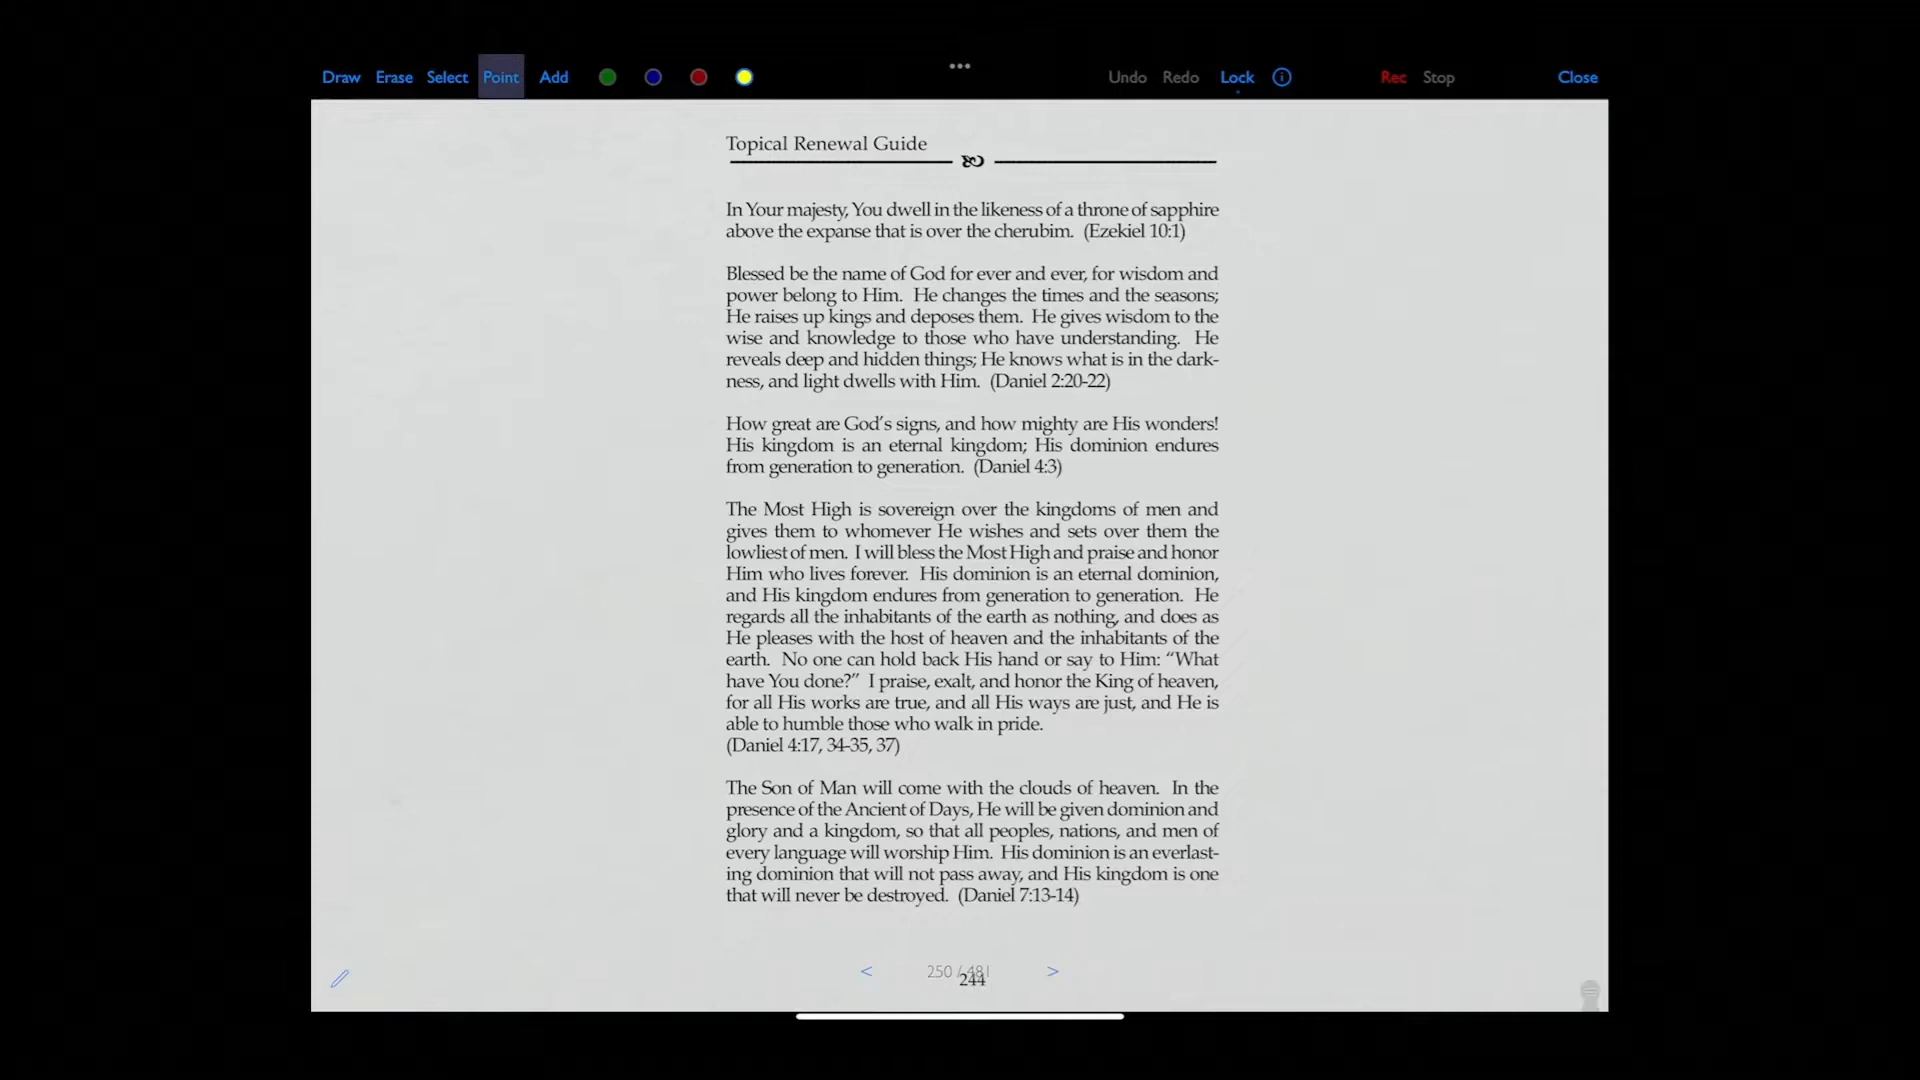 Draw Erase Select Point Add ••• Undo Redo Lock Rec Stop Close
Topical Renewal Guide
In Your majesty, You dwell in the likeness of a throne of sapphire
above the expanse that is over the cherubim. (Ezekiel 10:1)
Blessed be the name of God for ever and ever, for wisdom and
power belong to Him. He changes the times and the seasons;
He raises up kings and deposes them. He gives wisdom to the
wise and knowledge to those who have understanding. He
reveals deep and hidden things; He knows what is in the dark-
ness, and light dwells with Him. (Daniel 2:20-22)
How great are God's signs, and how mighty are His wonders!
His kingdom is an eternal kingdom; His dominion endures
from generation to generation. (Daniel 4:3)
The Most High is sovereign over the kingdoms of men and
gives them to whomever He wishes and sets over them the
lowliest of men. I will bless the Most High and praise and honor
Him who lives forever. His dominion is an eternal dominion,
and His kingdom endures from generation to generation. He
regards all the inhabitants of the earth as nothing, and does as
He pleases with the host of heaven and the inhabitants of the
earth. No one can hold back His hand or say to Him: “What
have You done?” I praise, exalt, and honor the King of heaven,
for all His works are true, and all His ways are just, and He is
able to humble those who walk in pride.
(Daniel 4:17, 34-35, 37)
The Son of Man will come with the clouds of heaven. In the
presence of the Ancient of Days, He will be given dominion and
glory and a kingdom, so that all peoples, nations, and men of
every language will worship Him. His dominion is an everlast-
ing dominion that will not pass away, and His kingdom is one
that will never be destroyed. (Daniel 7:13-14)
< 250 / 481 >
244